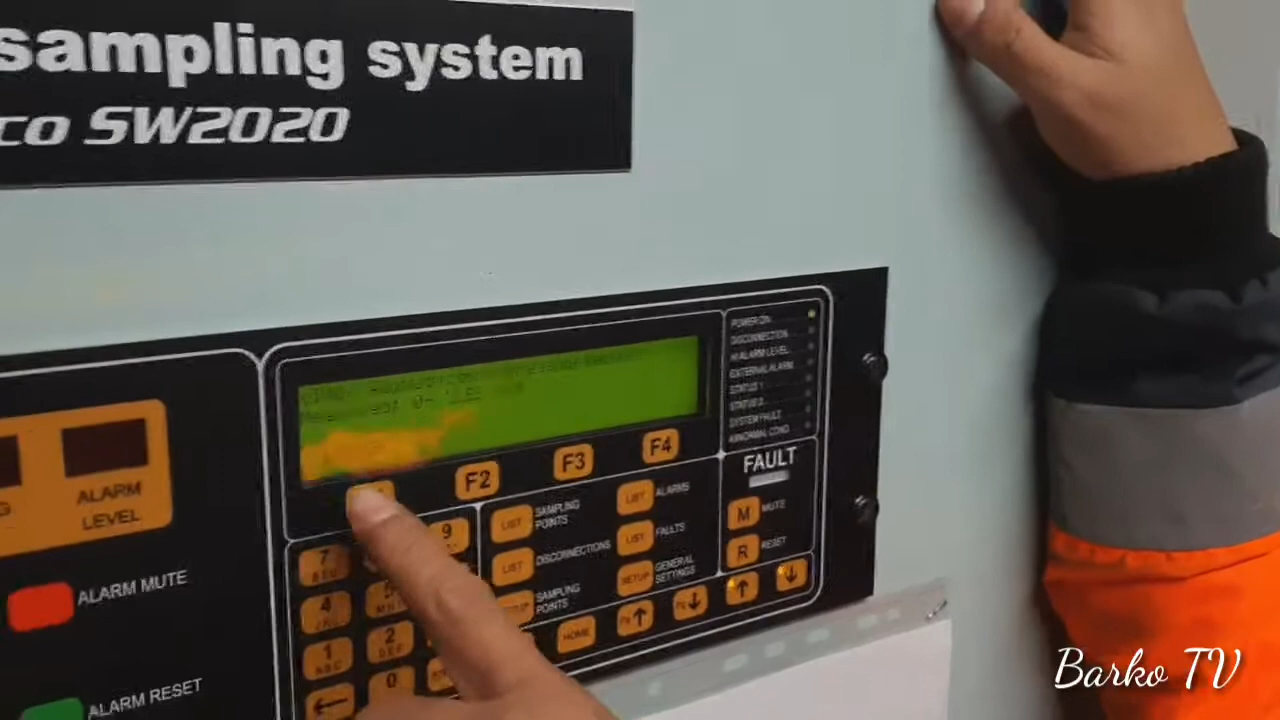 sampling system
co SW2020
POWER ON
DISCONNECTION
HI ALARM LEVEL
EXTERNAL ALARM
STATUS 1
STATUS 2
SYSTEM FAULT
ABNORMAL COND
FAULT
G
ALARM
LEVEL
F2
F3
F4
LIST
SAMPLING
POINTS
LIST
ALARMS
M
MUTE
LIST
DISCONNECTIONS
LIST
FAULTS
R
RESET
SAMPLING
POINTS
SETUP
GENERAL
SETTINGS
HOME
7
9
4
5
1
ABC
2
DEF
0
ALARM MUTE
ALARM RESET
Barko TV